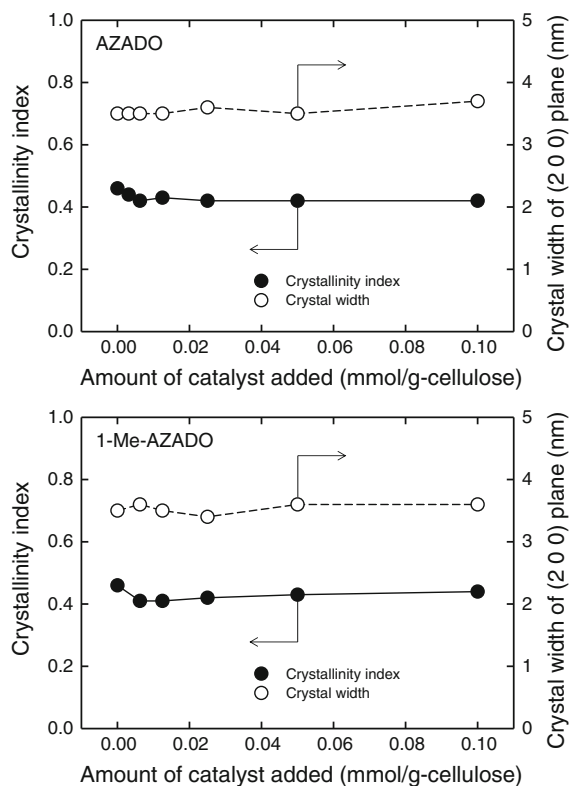 AZADO
Crystallinity index
1.0
0.8
0.6
0.4
0.2
0.0
5
4
3
2
1
0
Crystal width of (2 0 0) plane (nm)
Crystallinity index
Crystal width
0.00 0.02 0.04 0.06 0.08 0.10
Amount of catalyst added (mmol/g-cellulose)
1-Me-AZADO
Crystallinity index
1.0
0.8
0.6
0.4
0.2
0.0
5
4
3
2
1
0
Crystal width of (2 0 0) plane (nm)
Crystallinity index
Crystal width
0.00 0.02 0.04 0.06 0.08 0.10
Amount of catalyst added (mmol/g-cellulose)